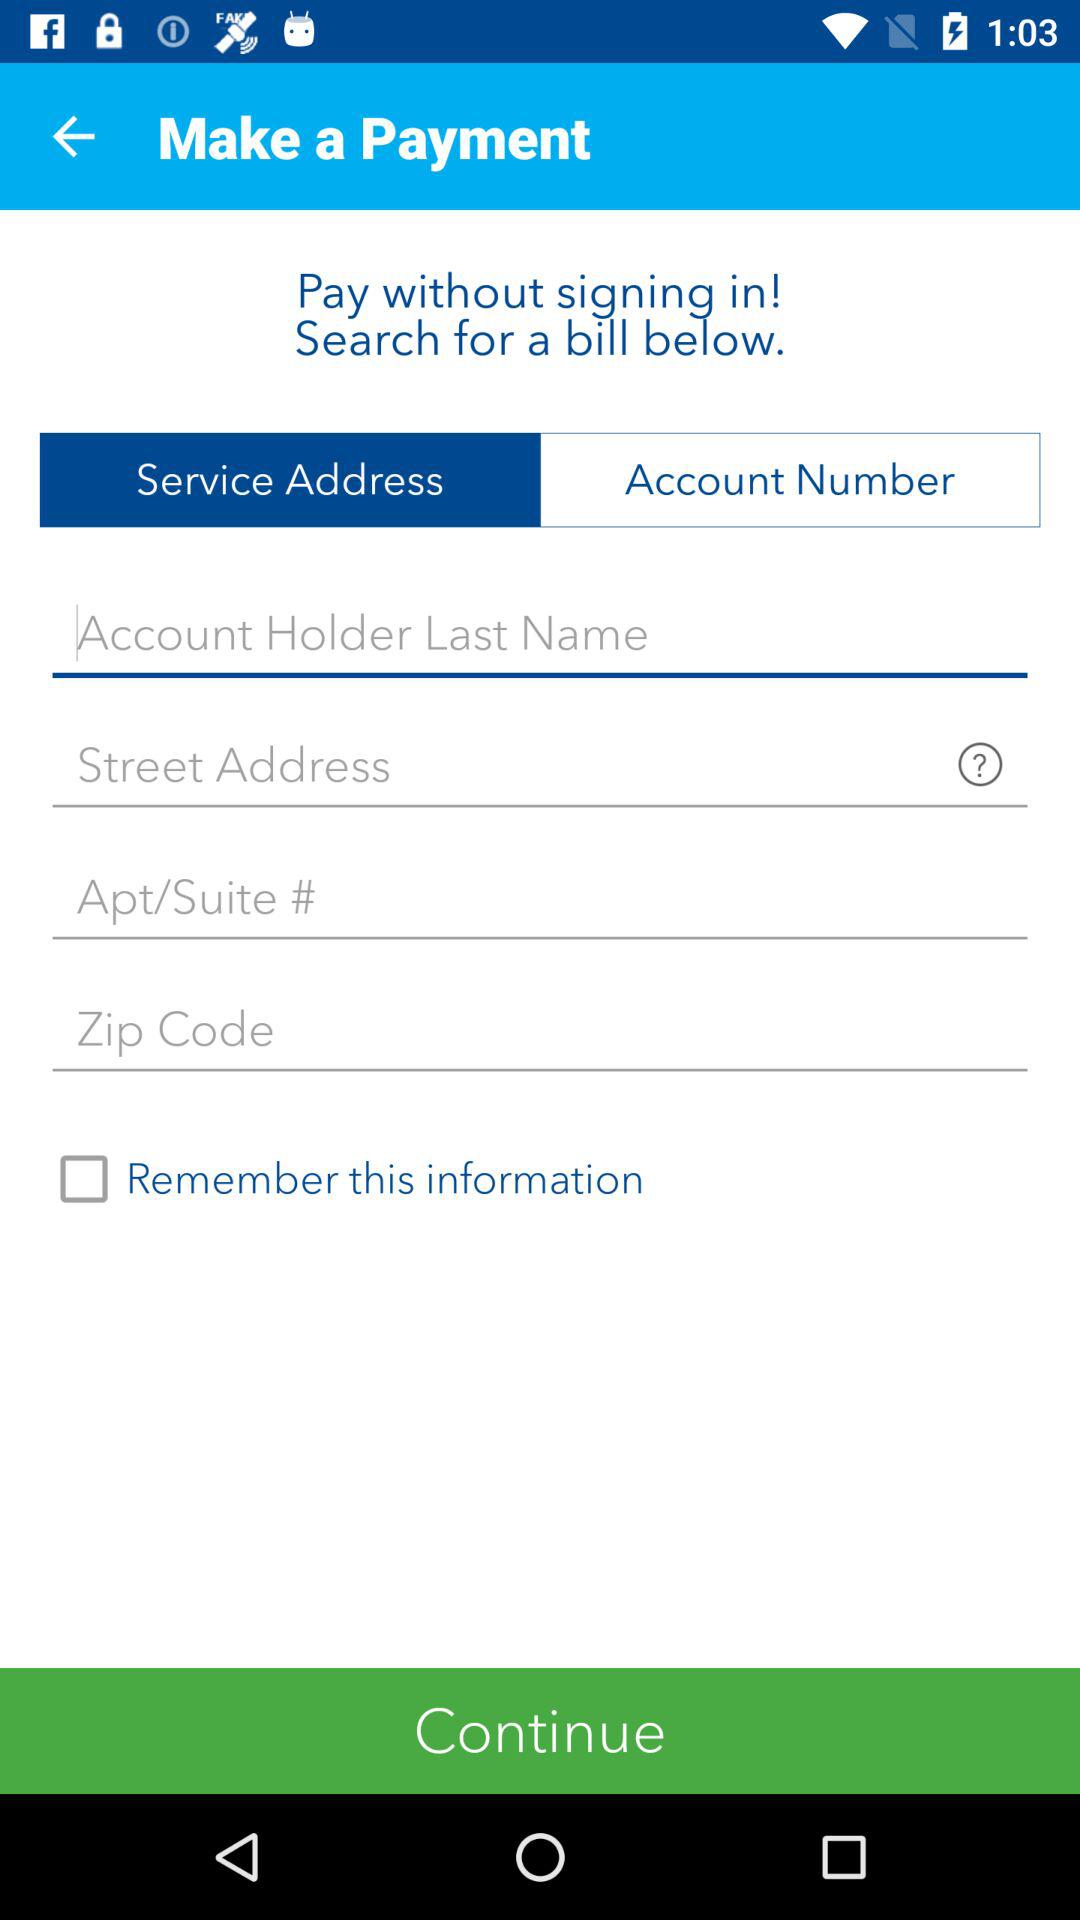 FAKE
1:03
Make a Payment
Pay without signing in!
Search for a bill below.
Service Address
Account Number
Account Holder Last Name
Street Address
?
Apt/Suite #
Zip Code
Remember this information
Continue